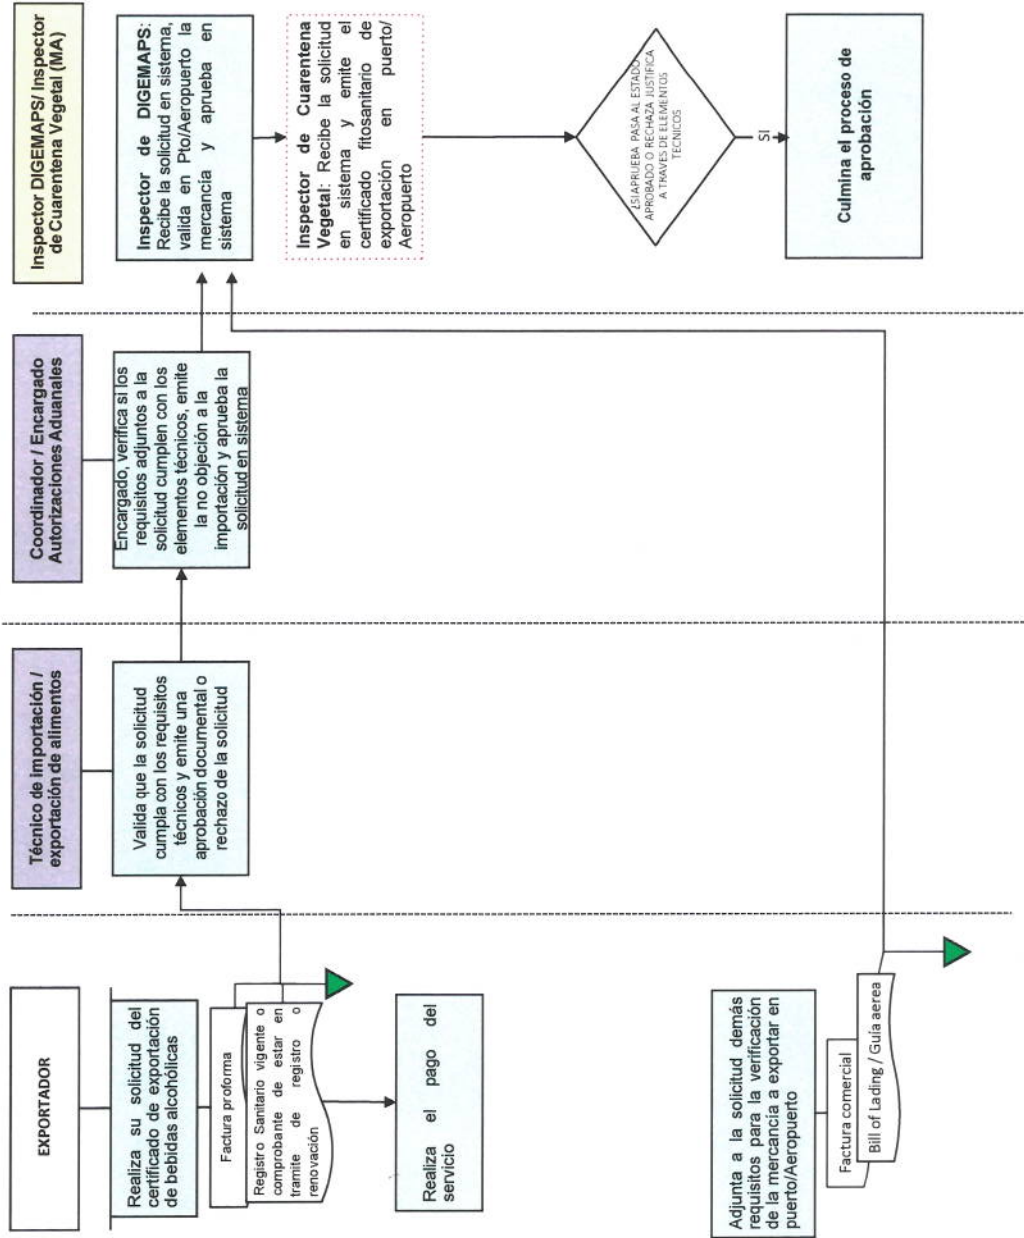 EXPORTADOR
Realiza su solicitud del
certificado de exportación
de bebidas alcohólicas
Factura proforma
Registro Sanitario vigente o
comprobante de estar en
tramite de registro o
renovación
Realiza el pago del
servicio
Adjunta a la solicitud demás
requisitos para la verificación
de la mercancia a exportar en
puerto/Aeropuerto
Factura comercial
Bill of Lading / Guía aerea
Técnico de importación /
exportación de alimentos
Valida que la solicitud
cumpla con los requisitos
técnicos y emite una
aprobación documental o
rechazo de la solicitud
Coordinador / Encargado
Autorizaciones Aduanales
Encargado, verifica si los
requisitos adjuntos a la
solicitud cumplen con los
elementos técnicos, emite
la no objeción a la
importación y aprueba la
solicitud en sistema
Inspector DIGEMAPS/ Inspector
de Cuarentena Vegetal (MA)
Inspector de DIGEMAPS:
Recibe la solicitud en sistema,
valida en Pto/Aeropuerto la
mercancia y aprueba en
sistema
Inspector de Cuarentena
Vegetal: Recibe la solicitud
en sistema y emite el
certificado fitosanitario de
exportación en puerto/
Aeropuerto
¿SIAPRUEBA PASA AL ESTADO
APROBADO O RECHAZA JUSTIFICA
A TRAVES DE ELEMENTOS
TECNICOS
SI
Culmina el proceso de
aprobación